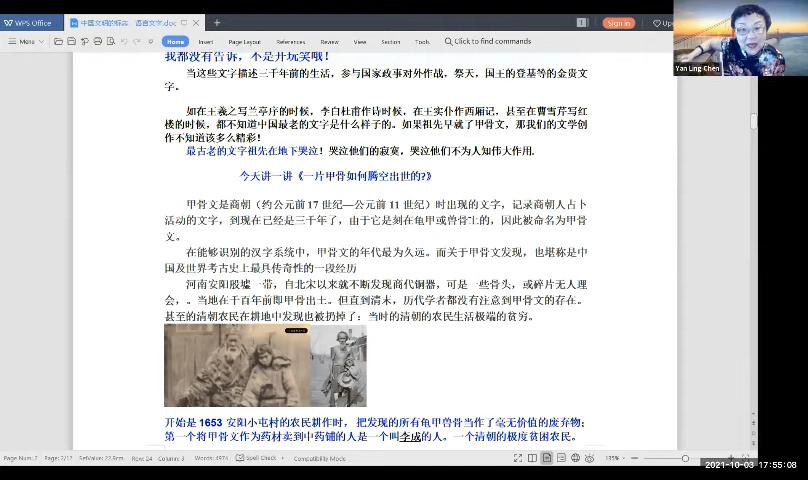 WPS Office
中国文明的标志 语言文字.doc
Sign in
Menu
Home
Insert
Page Layout
References
Review
View
Section
Tools
Click to find commands
Yan Ling Chen
我都没有告诉，不是开玩笑哦！
当这些文字描述三千年前的生活，参与国家政事对外作战，祭天，国王的登基等的金贵文
字。
如在王羲之写兰亭序的时候，李白杜甫作诗时候，在王实仆作西厢记，甚至在曹雪芹写红
楼的时候，都不知道中国最老的文字是什么样子的。如果祖先早就了甲骨文，那我们的文学创
作不知道该多么精彩！
最古老的文字祖先在地下哭泣！哭泣他们的寂寞，哭泣他们不为人知伟大作用.
今天讲一讲《一片甲骨如何腾空出世的?》
甲骨文是商朝（约公元前 17 世纪—公元前 11 世纪）时出现的文字，记录商朝人占卜
活动的文字，到现在已经是三千年了，由于它是刻在龟甲或兽骨上的，因此被命名为甲骨
文。
在能够识别的汉字系统中，甲骨文的年代最为久远。而关于甲骨文发现，也堪称是中
国及世界考古史上最具传奇性的一段经历
河南安阳殷墟一带，自北宋以来就不断发现商代铜器，可是一些骨头，或碎片无人理
会，。当地在千百年前即甲骨出土。但直到清末，历代学者都没有注意到甲骨文的存在。
甚至的清朝农民在耕地中发现也被扔掉了：当时的清朝的农民生活极端的贫穷。
开始是 1653 安阳小屯村的农民耕作时， 把发现的所有龟甲兽骨当作了毫无价值的废弃物；
第一个将甲骨文作为药材卖到中药铺的人是一个叫李成的人。一个清朝的极度贫困农民。
Page Num: 2 Page: 2/17 SetValue: 22.9cm Row: 24 Column: 3 Words: 4974 Spell Check Compatibility Mode
135%
2021-10-03 17:55:08